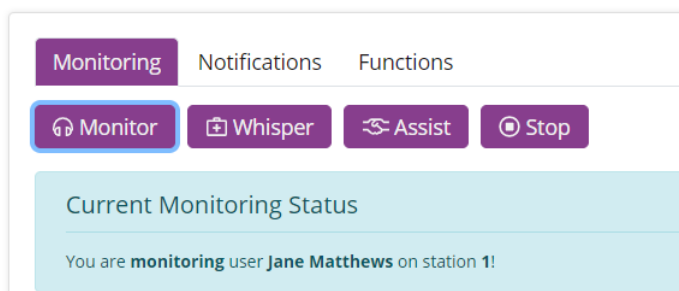 Monitoring Notifications Functions
Monitor Whisper Assist Stop
Current Monitoring Status
You are monitoring user Jane Matthews on station 1!